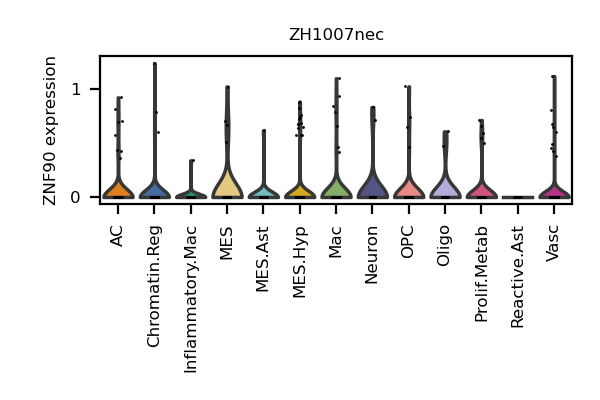 ZH1007nec
ZNF90 expression
1
0
AC
Chromatin.Reg
Inflammatory.Mac
MES
MES.Ast
MES.Hyp
Mac
Neuron
OPC
Oligo
Prolif.Metab
Reactive.Ast
Vasc